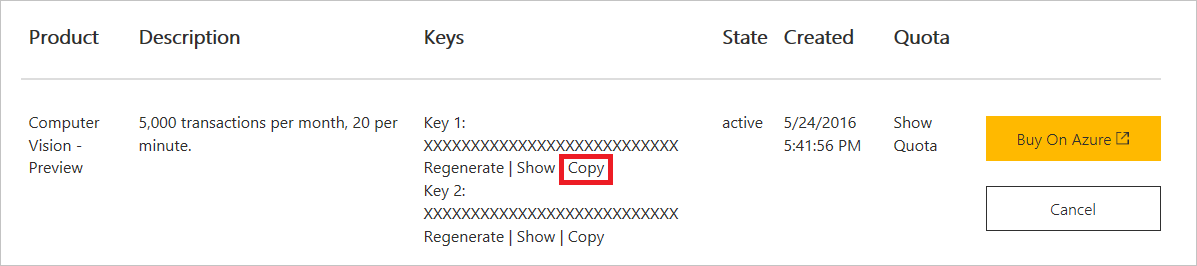 Product Description Keys State Created Quota
Computer Vision - Preview
5,000 transactions per month, 20 per minute.
Key 1:
XXXXXXXXXXXXXXXXXXXXXXXXXXX
Regenerate | Show | Copy
Key 2:
XXXXXXXXXXXXXXXXXXXXXXXXXXX
Regenerate | Show | Copy
active
5/24/2016
5:41:56 PM
Show
Quota
Buy On Azure
Cancel